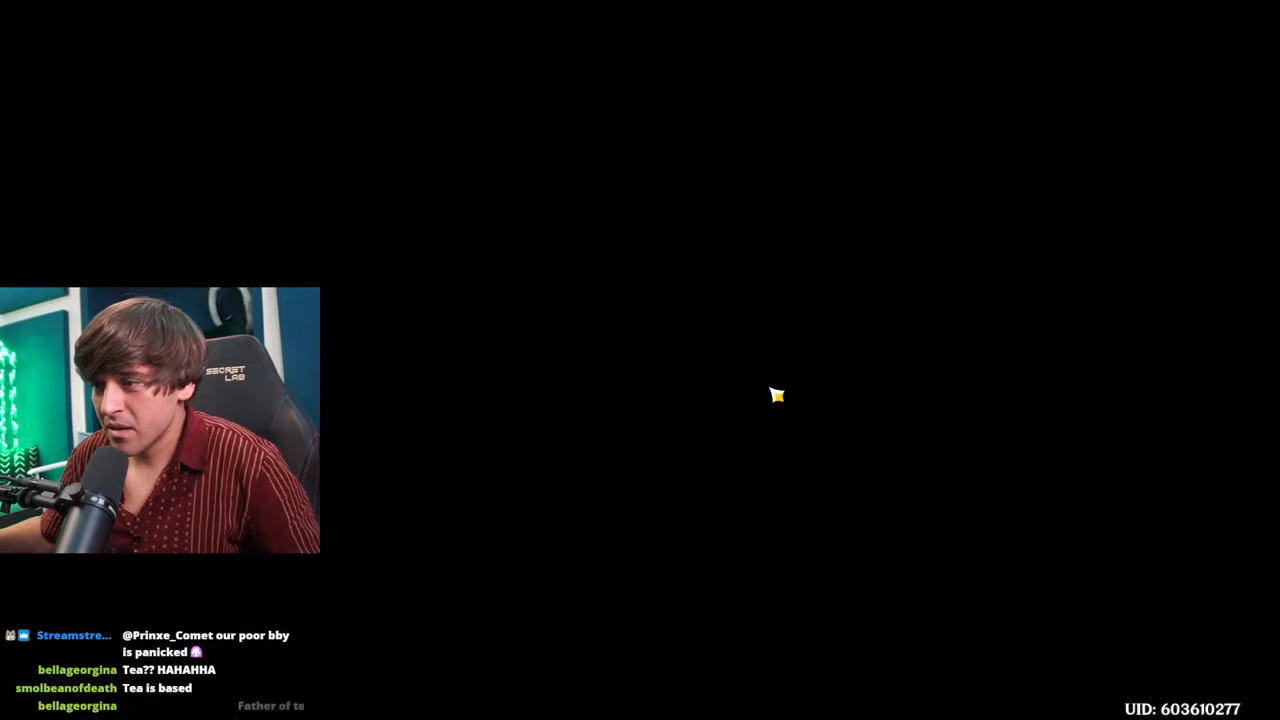 SECRET
LAB
Streamstre... @Prinxe_Comet our poor bby
is panicked
bellageorgina Tea?? HAHAHHA
smolbeanofdeath Tea is based
bellageorgina Father of te
UID: 603610277